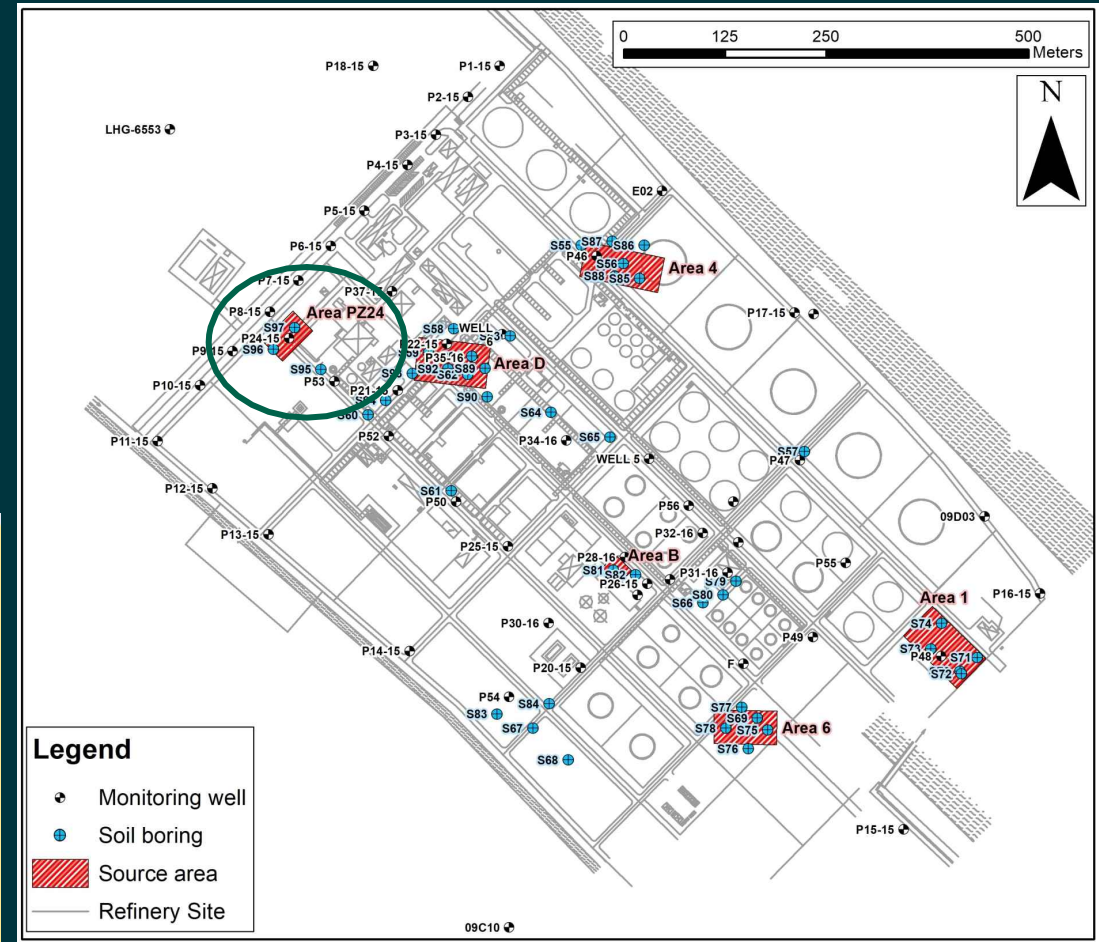 0 125 250 500
Meters
N
P18-15
P1-15
P2-15
LHG-6553
P3-15
P4-15
E02
P5-15
P6-15
S55
S87
S86
P46
S56
Area 4
S88
S85
P7-15
P8-15
Area PZ24
P17-15
S97
S58
WELL
6
P24-15
P22-15
P9-15
S96
P35-16
Area D
S95
S92
S89
S62
P53
P10-15
P21-16
S90
S60
S64
P11-15
P52
P34-16
S65
WELL 5
S57
P47
P12-15
S61
P50
P56
09D03
P13-15
P25-15
P32-16
P28-16
Area B
P55
S81
S82
P31-16
S79
P26-15
S80
Area 1
P16-15
S66
P30-16
S74
P49
P14-15
S73
P48
S71
P20-15
F
S72
P54
S84
S77
S83
S69
S67
S78
S75
Area 6
S76
S68
P15-15
09C10
Legend
Monitoring well
Soil boring
Source area
Refinery Site